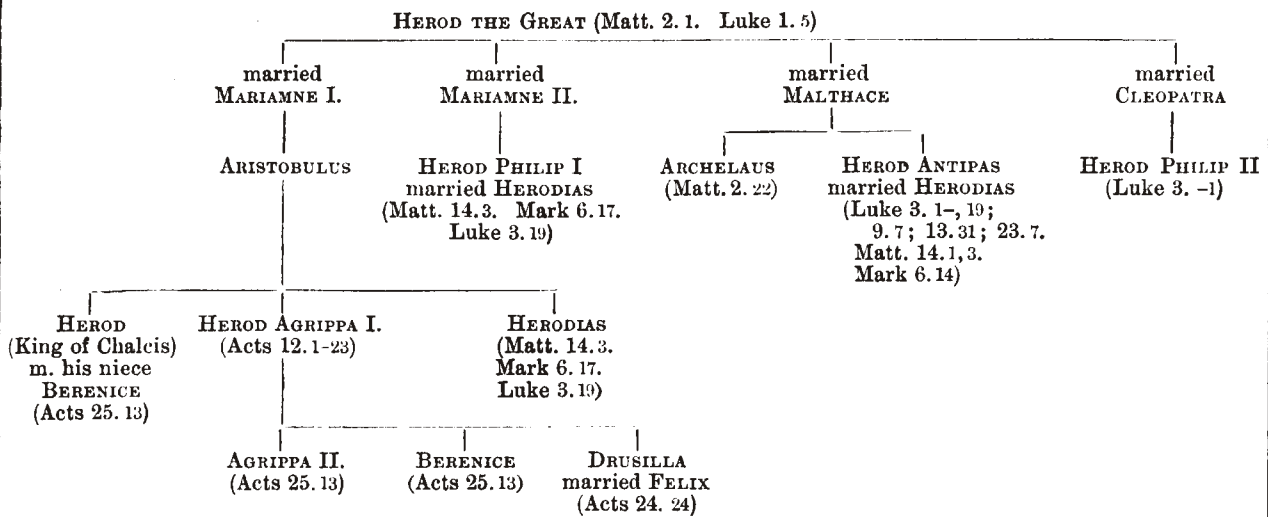 HEROD THE GREAT (Matt. 2. 1. Luke 1. 5)
married
MARIAMNE I.
married
MARIAMNE II.
married
MALTHACE
married
CLEOPATRA
ARISTOBULUS
HEROD PHILIP I
married HERODIAS
(Matt. 14. 3. Mark 6. 17.
Luke 3. 19)
ARCHELAUS
(Matt. 2. 22)
HEROD ANTIPAS
married HERODIAS
(Luke 3. 1–, 19;
9. 7; 13. 31; 23. 7.
Matt. 14. 1, 3.
Mark 6. 14)
HEROD PHILIP II
(Luke 3. –1)
HEROD
(King of Chalcis)
m. his niece
BERENICE
(Acts 25. 13)
HEROD AGRIPPA I.
(Acts 12. 1-23)
HERODIAS
(Matt. 14. 3.
Mark 6. 17.
Luke 3. 19)
AGRIPPA II.
(Acts 25. 13)
BERENICE
(Acts 25. 13)
DRUSILLA
married FELIX
(Acts 24. 24)